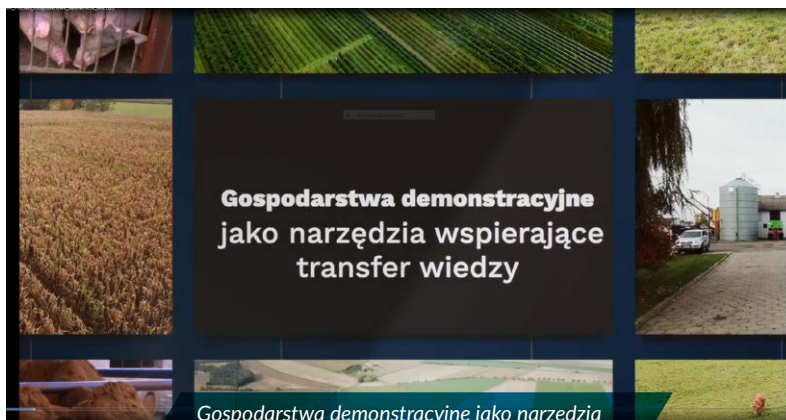 Gospodarstwa demonstracyjne
jako narzędzia wspierające
transfer wiedzy
Gospodarstwa demonstracyjne jako narzędzia